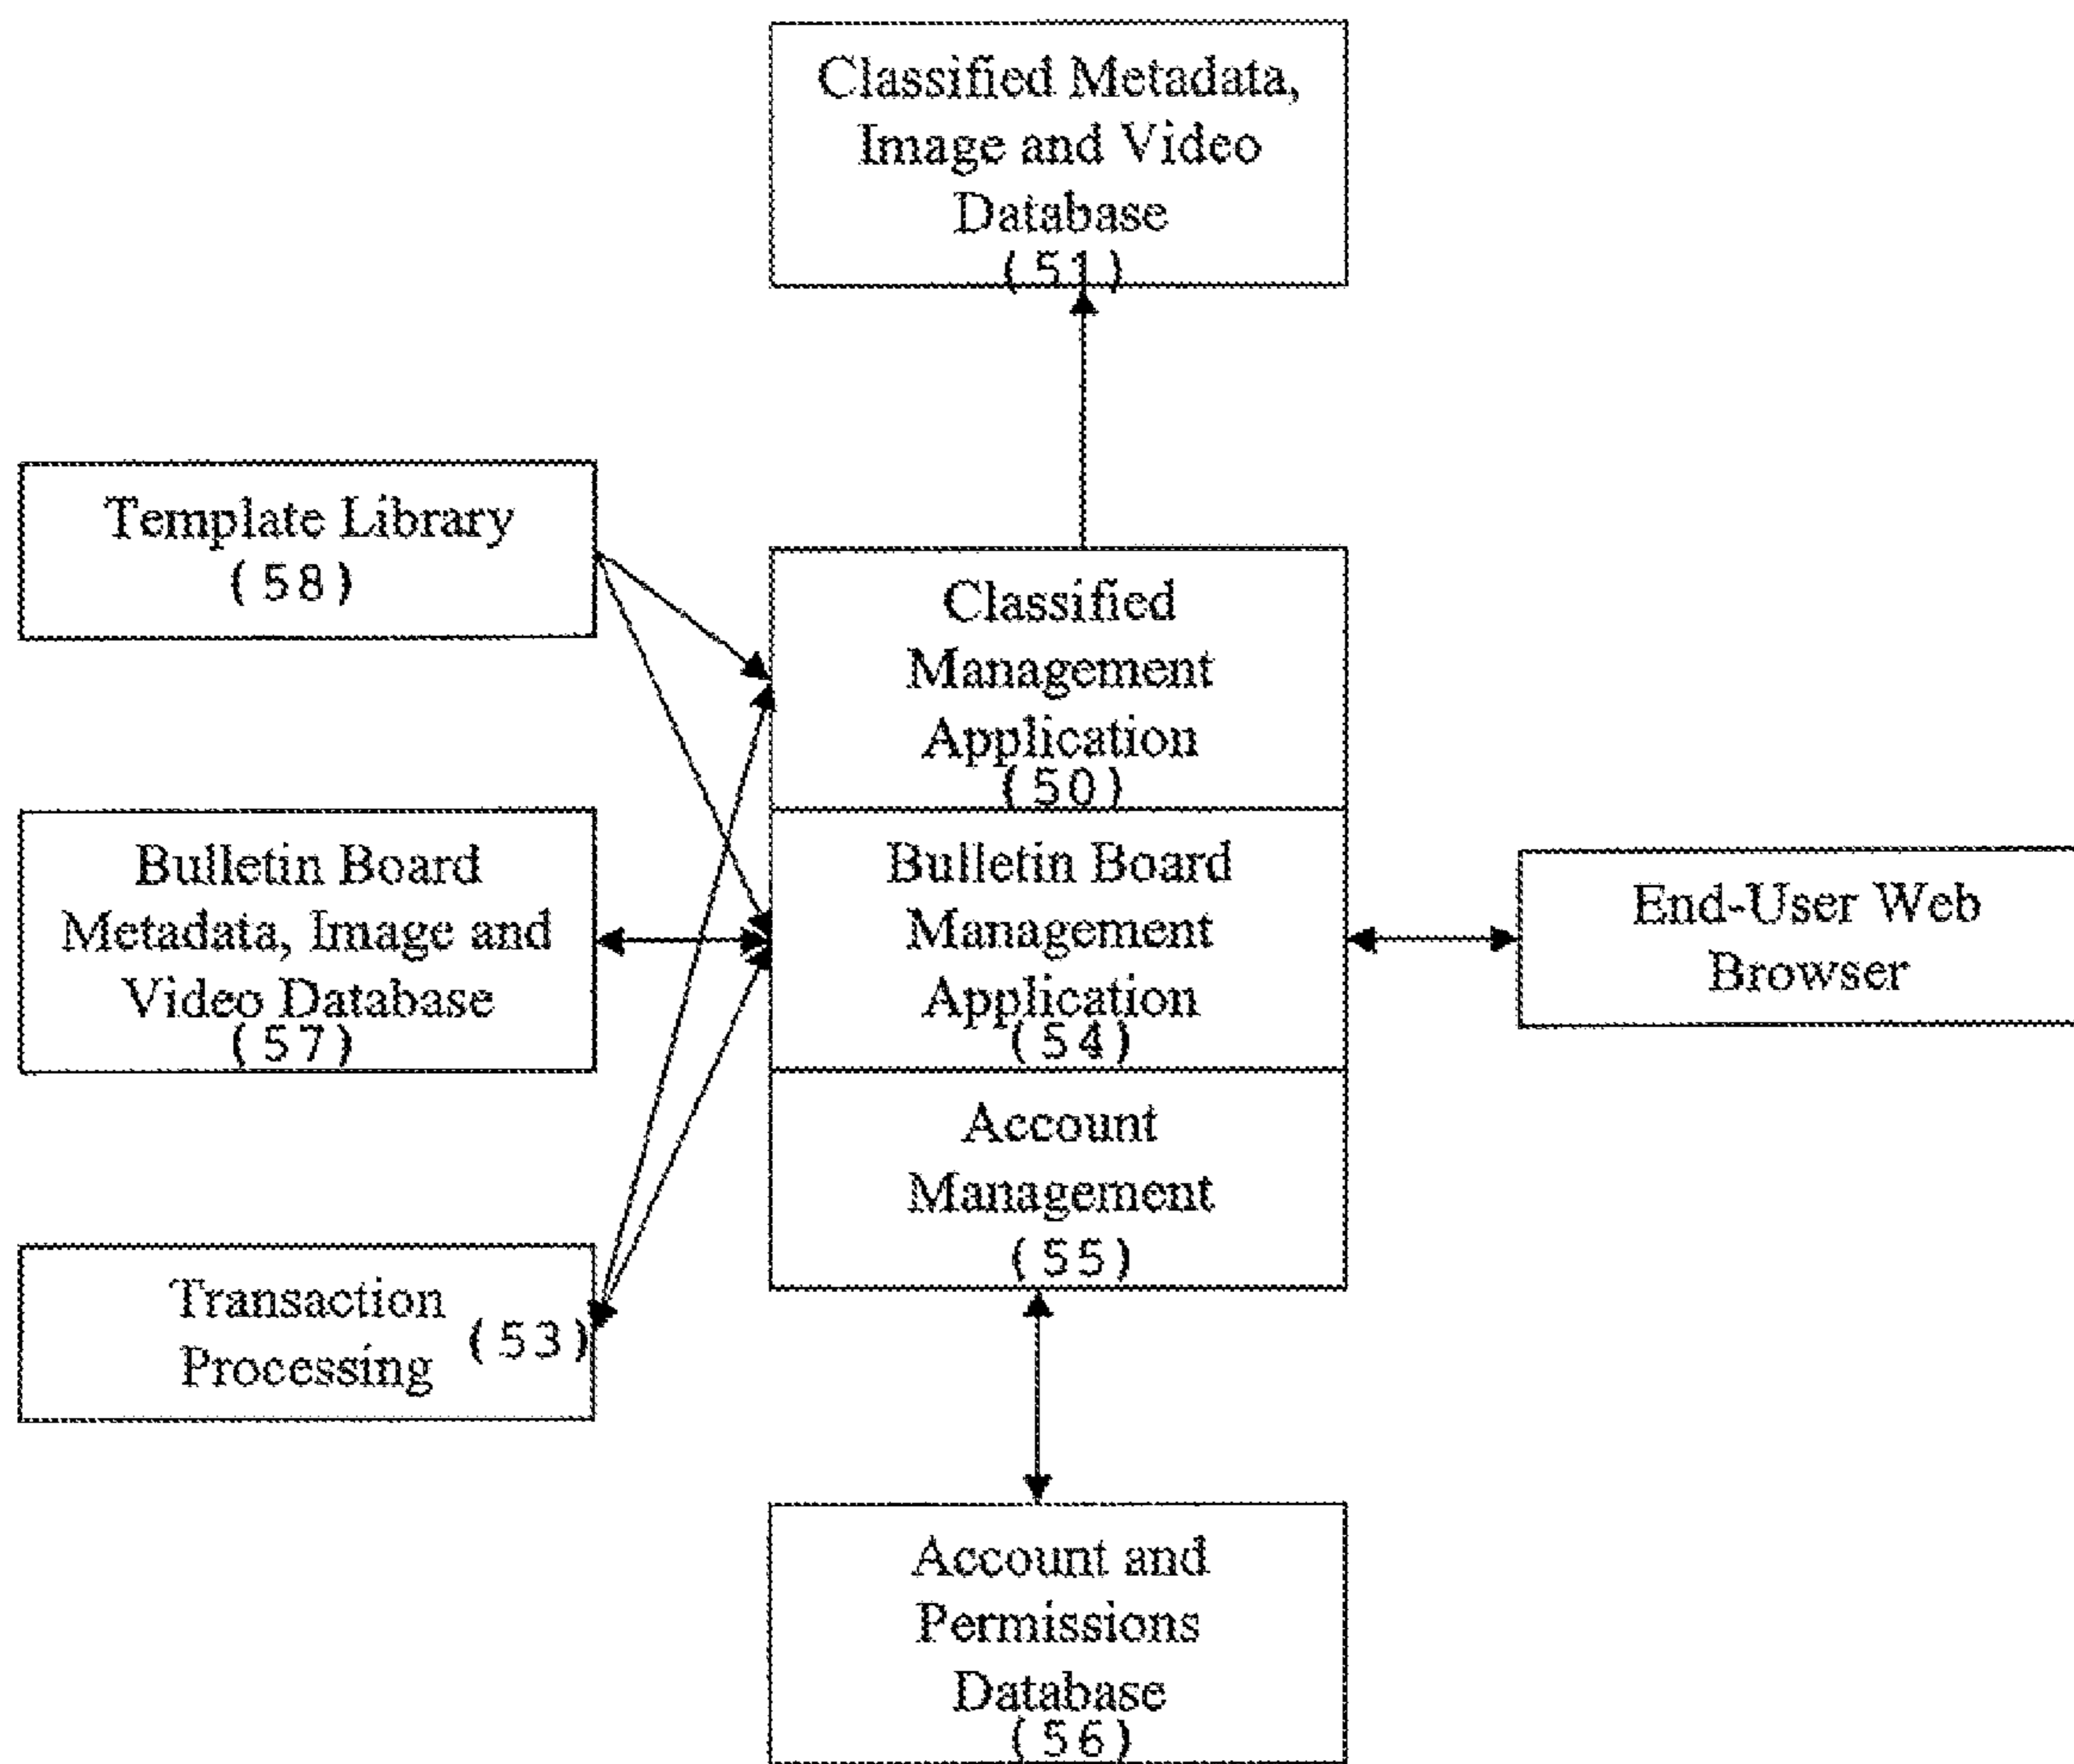 Classified Metadata,
Image and Video
Database
(51)
Template Library
(58)
Classified
Management
Application
(50)
Bulletin Board
Metadata, Image and
Video Database
(57)
Bulletin Board
Management
Application
(54)
End-User Web
Browser
Account
Management
(55)
Transaction
Processing
(53)
Account and
Permissions
Database
(56)